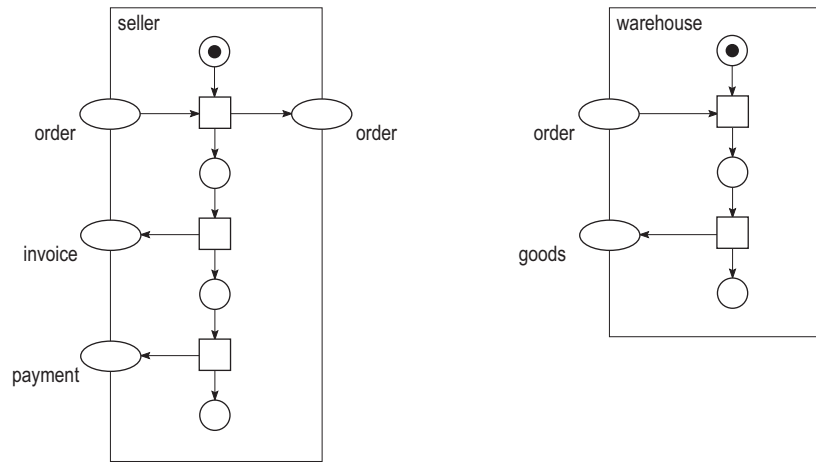 seller
order
order
invoice
payment
warehouse
order
goods